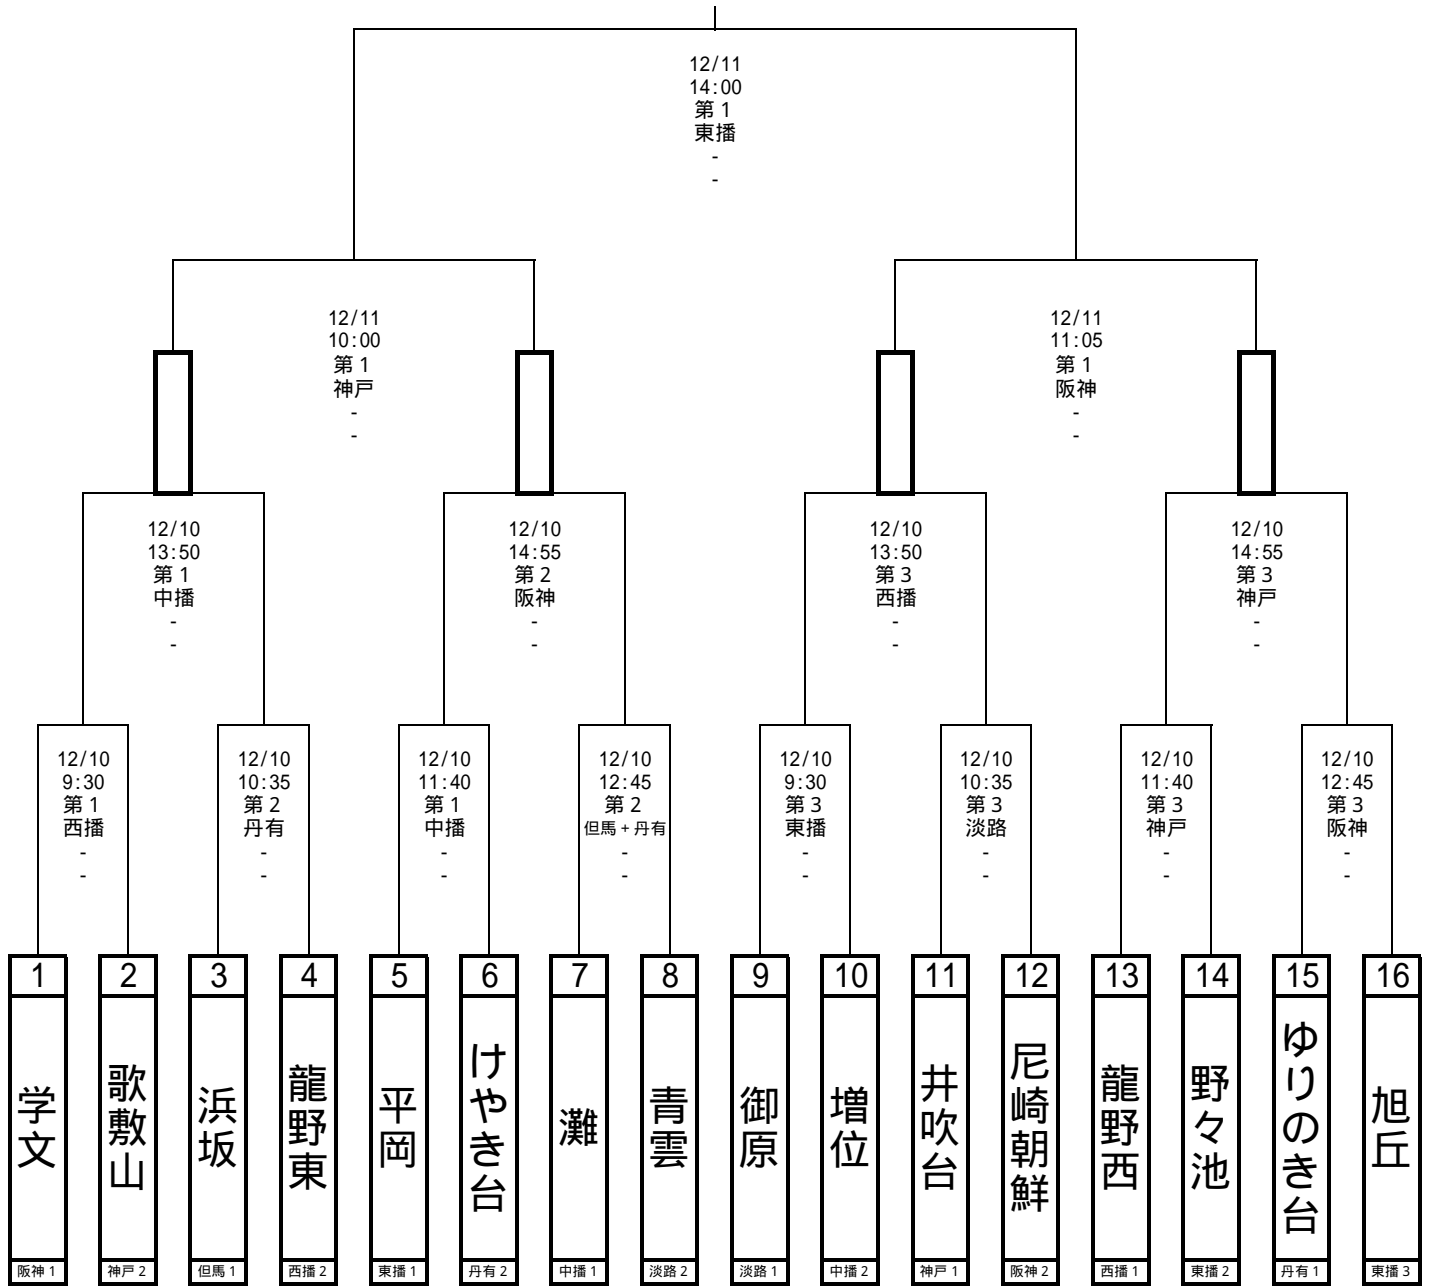 12/11
14:00
第1
東播
-
-
12/11
10:00
第1
神戸
-
-
12/11
11:05
第1
阪神
-
-
12/10
13:50
第1
中播
-
-
12/10
14:55
第2
阪神
-
-
12/10
13:50
第3
西播
-
-
12/10
14:55
第3
神戸
-
-
12/10
9:30
第1
西播
-
-
12/10
10:35
第2
丹有
-
-
12/10
11:40
第1
中播
-
-
12/10
12:45
第2
但馬+丹有
-
-
12/10
9:30
第3
東播
-
-
12/10
10:35
第3
淡路
-
-
12/10
11:40
第3
神戸
-
-
12/10
12:45
第3
阪神
-
-
1
学文
阪神1
2
歌敷山
神戸2
3
浜坂
但馬1
4
龍野東
西播2
5
平岡
東播1
6
けやき台
丹有2
7
灘
中播1
8
青雲
淡路2
9
御原
淡路1
10
増位
中播2
11
井吹台
神戸1
12
尼崎朝鮮
阪神2
13
龍野西
西播1
14
野々池
東播2
15
ゆりのき台
丹有1
16
旭丘
東播3